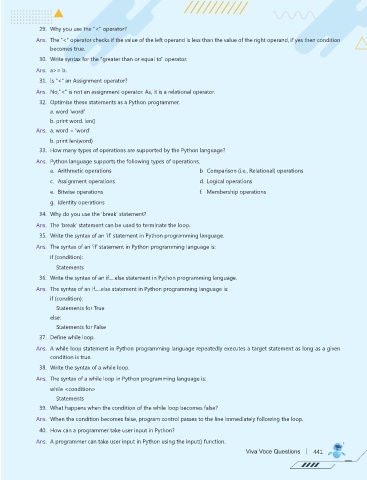 29. Why you use the "<" operator?
Ans. The "<" operator checks if the value of the left operand is less than the value of the right operand, if yes then condition
becomes true.
30. Write syntax for the "greater than or equal to" operator.
Ans. a>= b.
31. Is "<" an Assignment operator?
Ans. No,"<" is not an assignment operator. As, it is a relational operator.
32. Optimise these statements as a Python programmer.
a. word 'word'
b. print word. len()
Ans. a. word = 'word'
b. print len(word)
33. How many types of operations are supported by the Python language?
Ans. Python language supports the following types of operations.
a. Arithmetic operations b. Comparison (i.e., Relational) operations
c. Assignment operations d. Logical operations
e. Bitwise operations f. Membership operations
g. Identity operations
34. Why do you use the 'break' statement?
Ans. The 'break' statement can be used to terminate the loop.
35. Write the syntax of an 'if' statement in Python programming language.
Ans. The syntax of an 'if' statement in Python programming language is:
if (condition):
Statements
36. Write the syntax of an if....else statement in Python programming language.
Ans. The syntax of an if....else statement in Python programming language is:
if (condition):
Statements for True
else:
Statements for False
37. Define while loop.
Ans. A while loop statement in Python programming language repeatedly executes a target statement as long as a given
condition is true.
38. Write the syntax of a while loop.
Ans. The syntax of a while loop in Python programming language is:
while <condition>
Statements
39. What happens when the condition of the while loop becomes false?
Ans. When the condition becomes false, program control passes to the line immediately following the loop.
40. How can a programmer take user input in Python?
Ans. A programmer can take user input in Python using the input() function.
Viva Voce Questions | 441